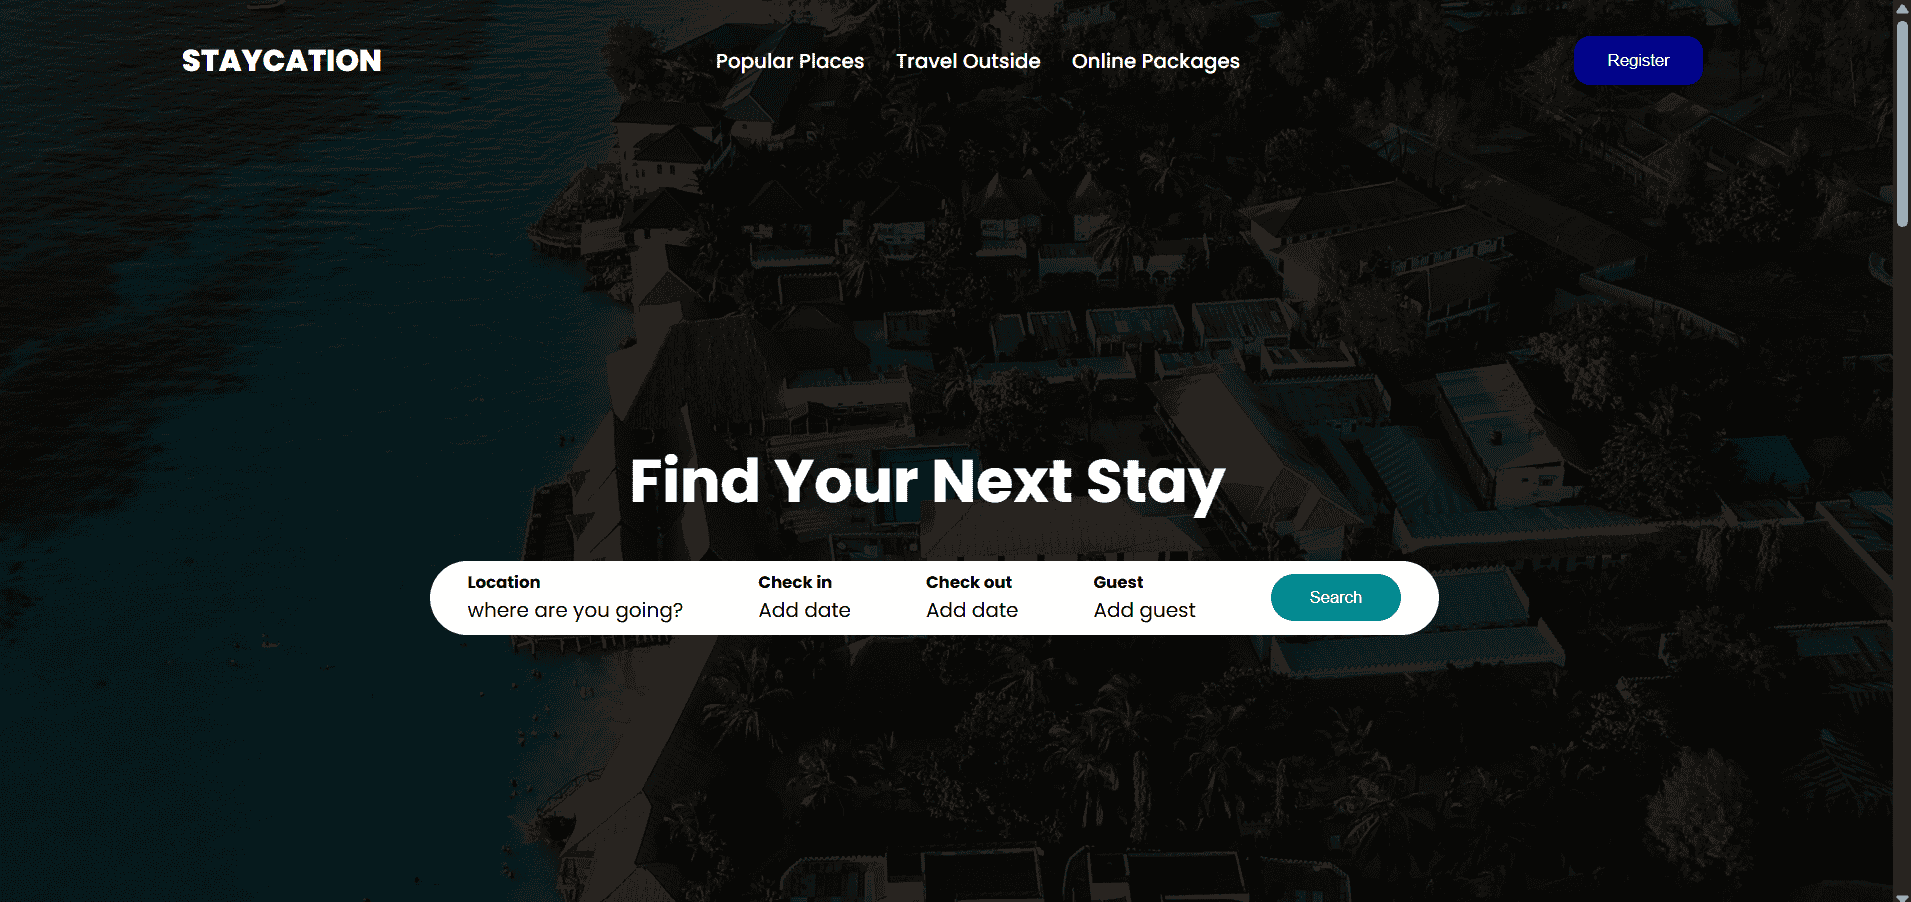 STAYCATION
Popular Places Travel Outside Online Packages
Register
Find Your Next Stay
Location Check in Check out Guest
where are you going? Add date Add date Add guest
Search